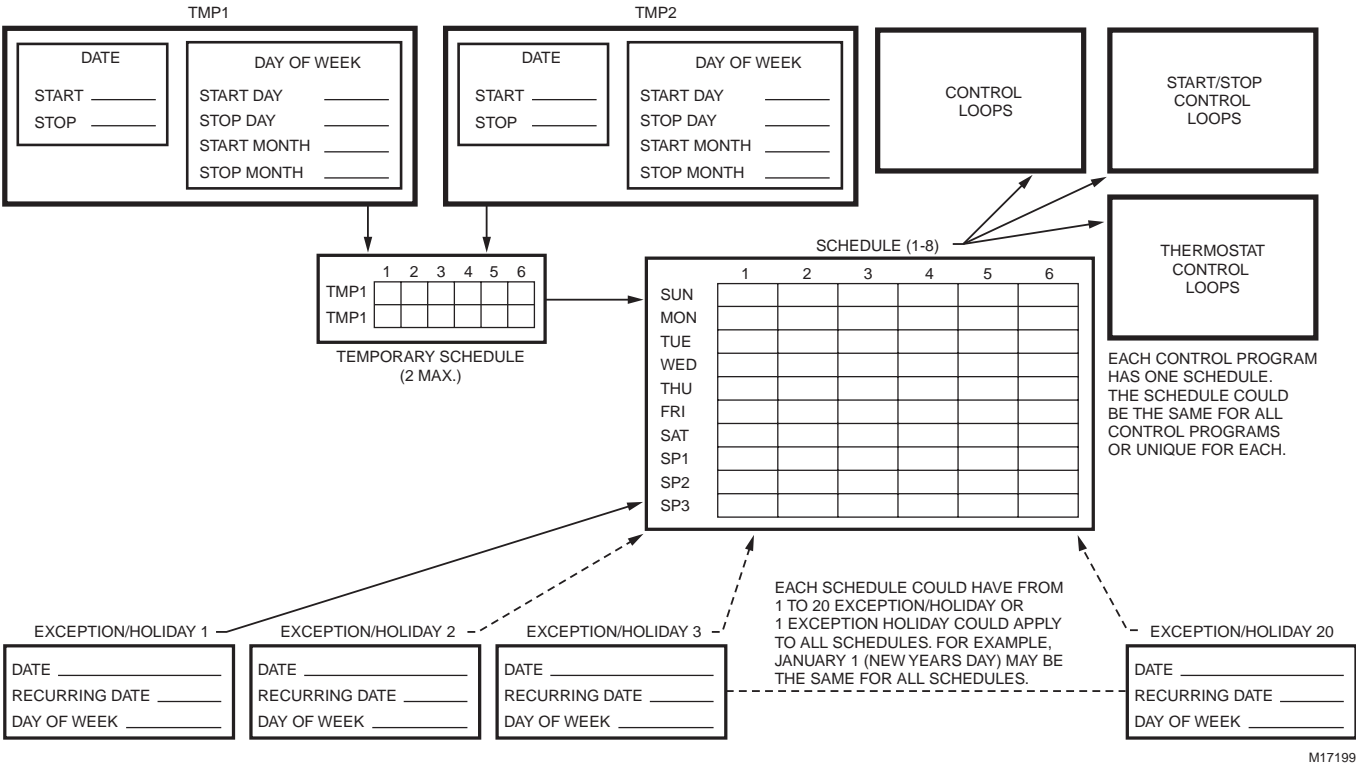 TMP1
DATE
START
STOP
DAY OF WEEK
START DAY
STOP DAY
START MONTH
STOP MONTH
TMP2
DATE
START
STOP
DAY OF WEEK
START DAY
STOP DAY
START MONTH
STOP MONTH
CONTROL
LOOPS
START/STOP
CONTROL
LOOPS
THERMOSTAT
CONTROL
LOOPS
EACH CONTROL PROGRAM
HAS ONE SCHEDULE.
THE SCHEDULE COULD
BE THE SAME FOR ALL
CONTROL PROGRAMS
OR UNIQUE FOR EACH.
1 2 3 4 5 6
TMP1
TMP1
TEMPORARY SCHEDULE
(2 MAX.)
SCHEDULE (1-8)
1 2 3 4 5 6
SUN
MON
TUE
WED
THU
FRI
SAT
SP1
SP2
SP3
EACH SCHEDULE COULD HAVE FROM
1 TO 20 EXCEPTION/HOLIDAY OR
1 EXCEPTION HOLIDAY COULD APPLY
TO ALL SCHEDULES. FOR EXAMPLE,
JANUARY 1 (NEW YEARS DAY) MAY BE
THE SAME FOR ALL SCHEDULES.
EXCEPTION/HOLIDAY 1
DATE
RECURRING DATE
DAY OF WEEK
EXCEPTION/HOLIDAY 2
DATE
RECURRING DATE
DAY OF WEEK
EXCEPTION/HOLIDAY 3
DATE
RECURRING DATE
DAY OF WEEK
EXCEPTION/HOLIDAY 20
DATE
RECURRING DATE
DAY OF WEEK
M17199